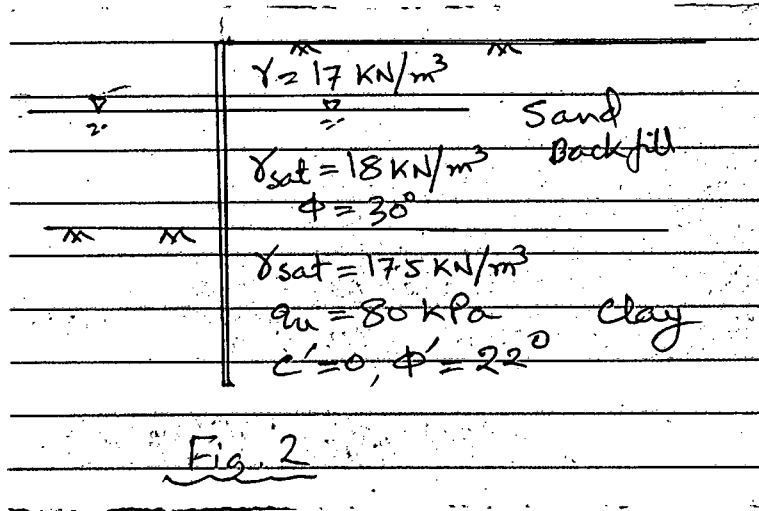 γ = 17 KN/m³
Sand
Backfill
γsat = 18 KN/m³
φ = 30°
γsat = 17.5 KN/m³
qu = 80 kPa
Clay
c' = 0, φ' = 22°
Fig. 2